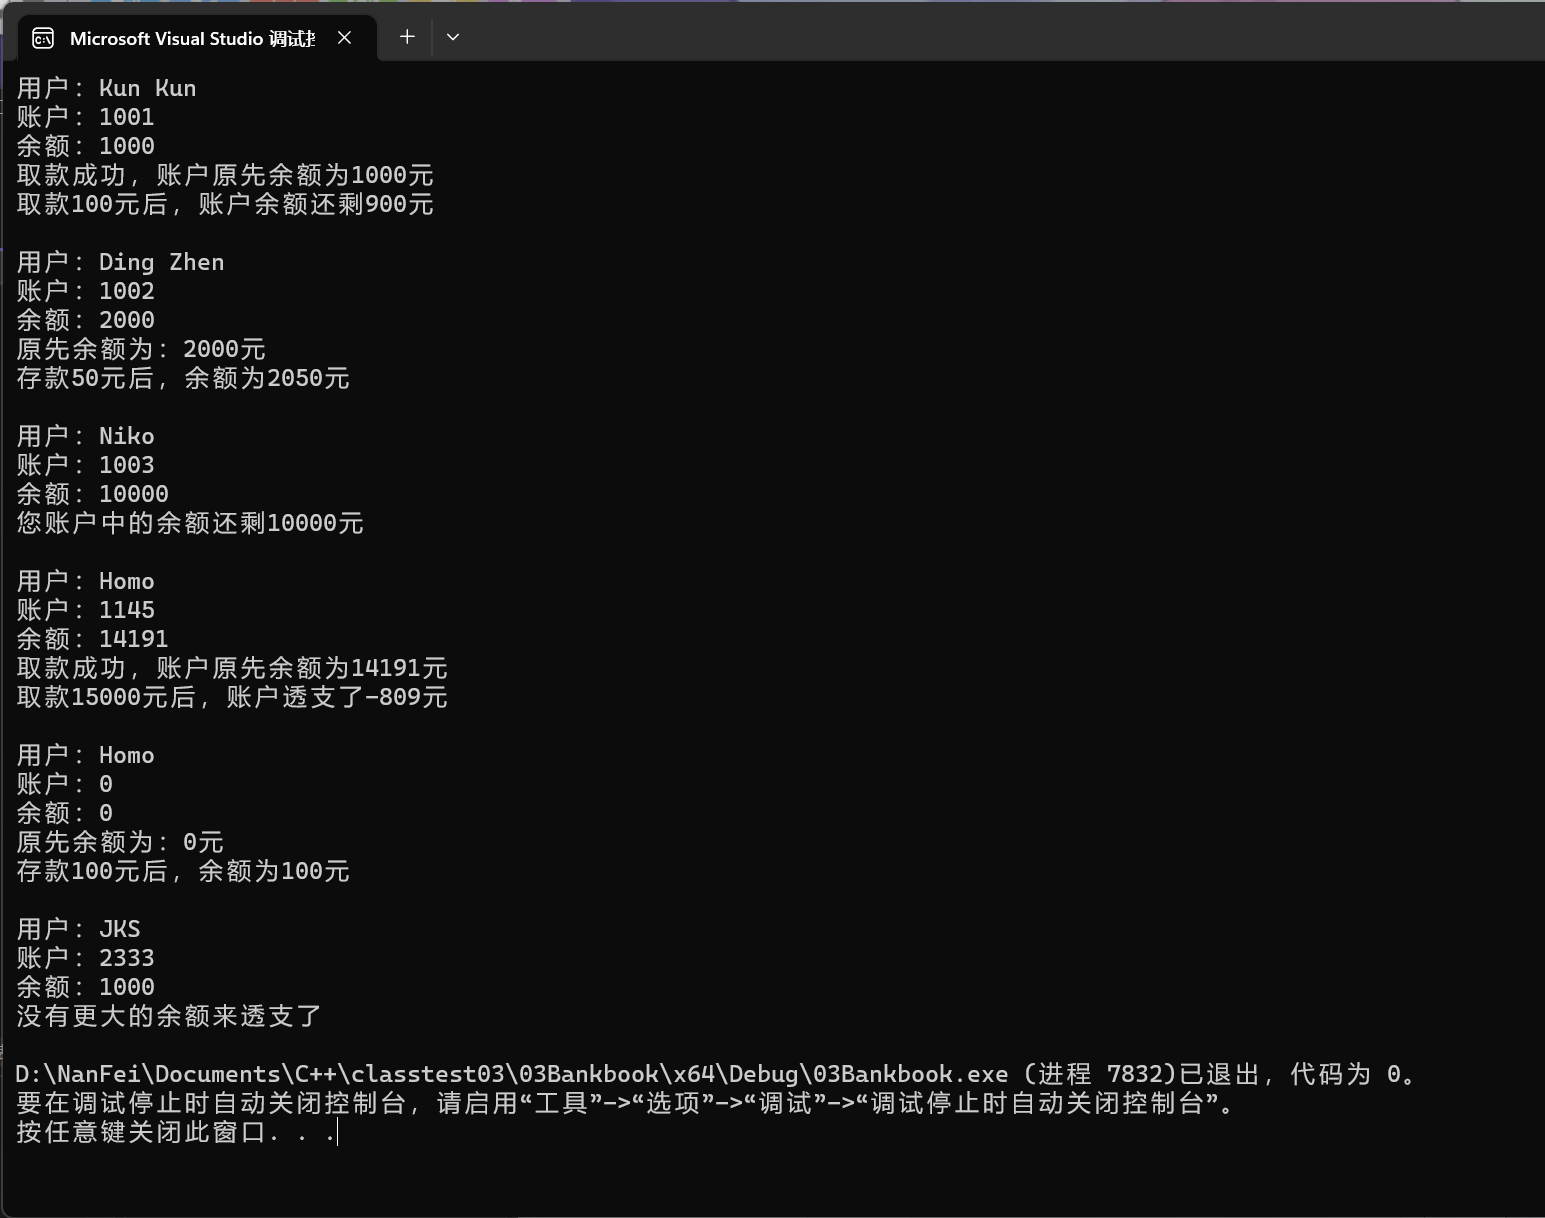 Microsoft Visual Studio 调试
用户：Kun Kun
账户：1001
余额：1000
取款成功，账户原先余额为1000元
取款100元后，账户余额还剩900元
用户：Ding Zhen
账户：1002
余额：2000
原先余额为：2000元
存款50元后，余额为2050元
用户：Niko
账户：1003
余额：10000
您账户中的余额还剩10000元
用户：Homo
账户：1145
余额：14191
取款成功，账户原先余额为14191元
取款15000元后，账户透支了-809元
用户：Homo
账户：0
余额：0
原先余额为：0元
存款100元后，余额为100元
用户：JKS
账户：2333
余额：1000
没有更大的余额来透支了
D:\NanFei\Documents\C++\classtest03\03Bankbook\x64\Debug\03Bankbook.exe (进程 7832)已退出，代码为 0。
要在调试停止时自动关闭控制台，请启用“工具”->“选项”->“调试”->“调试停止时自动关闭控制台”。
按任意键关闭此窗口. . .